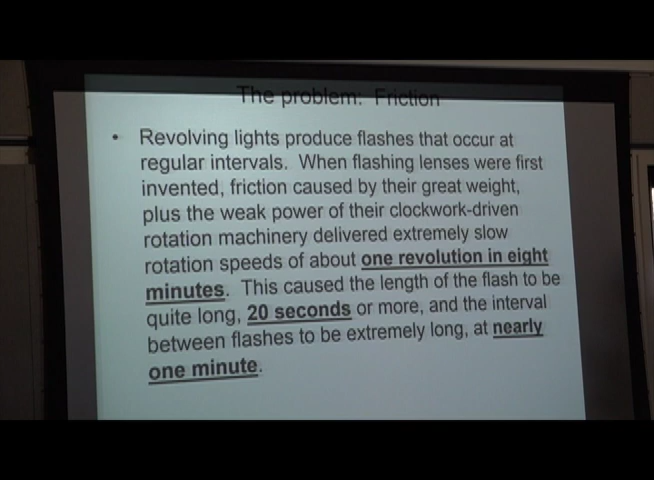 The problem: Friction
• Revolving lights produce flashes that occur at
regular intervals. When flashing lenses were first
invented, friction caused by their great weight,
plus the weak power of their clockwork-driven
rotation machinery delivered extremely slow
rotation speeds of about one revolution in eight
minutes. This caused the length of the flash to be
quite long, 20 seconds or more, and the interval
between flashes to be extremely long, at nearly
one minute.